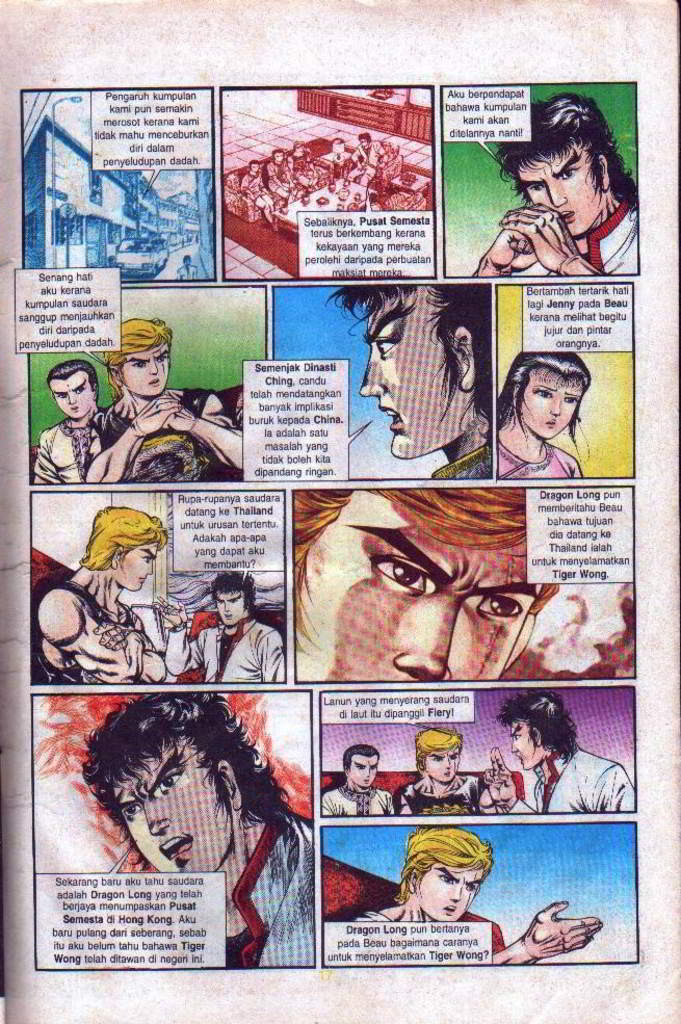 Pengaruh kumpulan
kami pun semakin
merosot kerana kami
tidak mahu menceburkan
diri dalam
penyeludupan dadah.
Sebaliknya, Pusat Semesta
terus berkembang kerana
kekayaan yang mereka
perolehi daripada perbuatan
maksiat mereka.
Aku berpendapat
bahawa kumpulan
kami akan
ditelannya nanti!
Senang hati
aku kerana
kumpulan saudara
sanggup menjauhkan
diri daripada
penyeludupan dadah.
Semenjak Dinasti
Ching, candu
telah mendatangkan
banyak implikasi
buruk kepada China.
Ia adalah satu
masalah yang
tidak boleh kita
dipandang ringan.
Bertambah tertarik hati
lagi Jenny pada Beau
kerana melihat begitu
jujur dan pintar
orangnya.
Rupa-rupanya saudara
datang ke Thailand
untuk urusan tertentu.
Adakah apa-apa
yang dapat aku
membantu?
Dragon Long pun
memberitahu Beau
bahawa tujuan
dia datang ke
Thailand ialah
untuk menyelamatkan
Tiger Wong.
Sekarang baru aku tahu saudara
adalah Dragon Long yang telah
berjaya menumpaskan Pusat
Semesta di Hong Kong. Aku
baru pulang dari seberang, sebab
itu aku belum tahu bahawa Tiger
Wong telah ditawan di negeri ini.
Lanun yang menyerang saudara
di laut itu dipanggil Fiery!
Dragon Long pun bertanya
pada Beau bagaimana caranya
untuk menyelamatkan Tiger Wong?